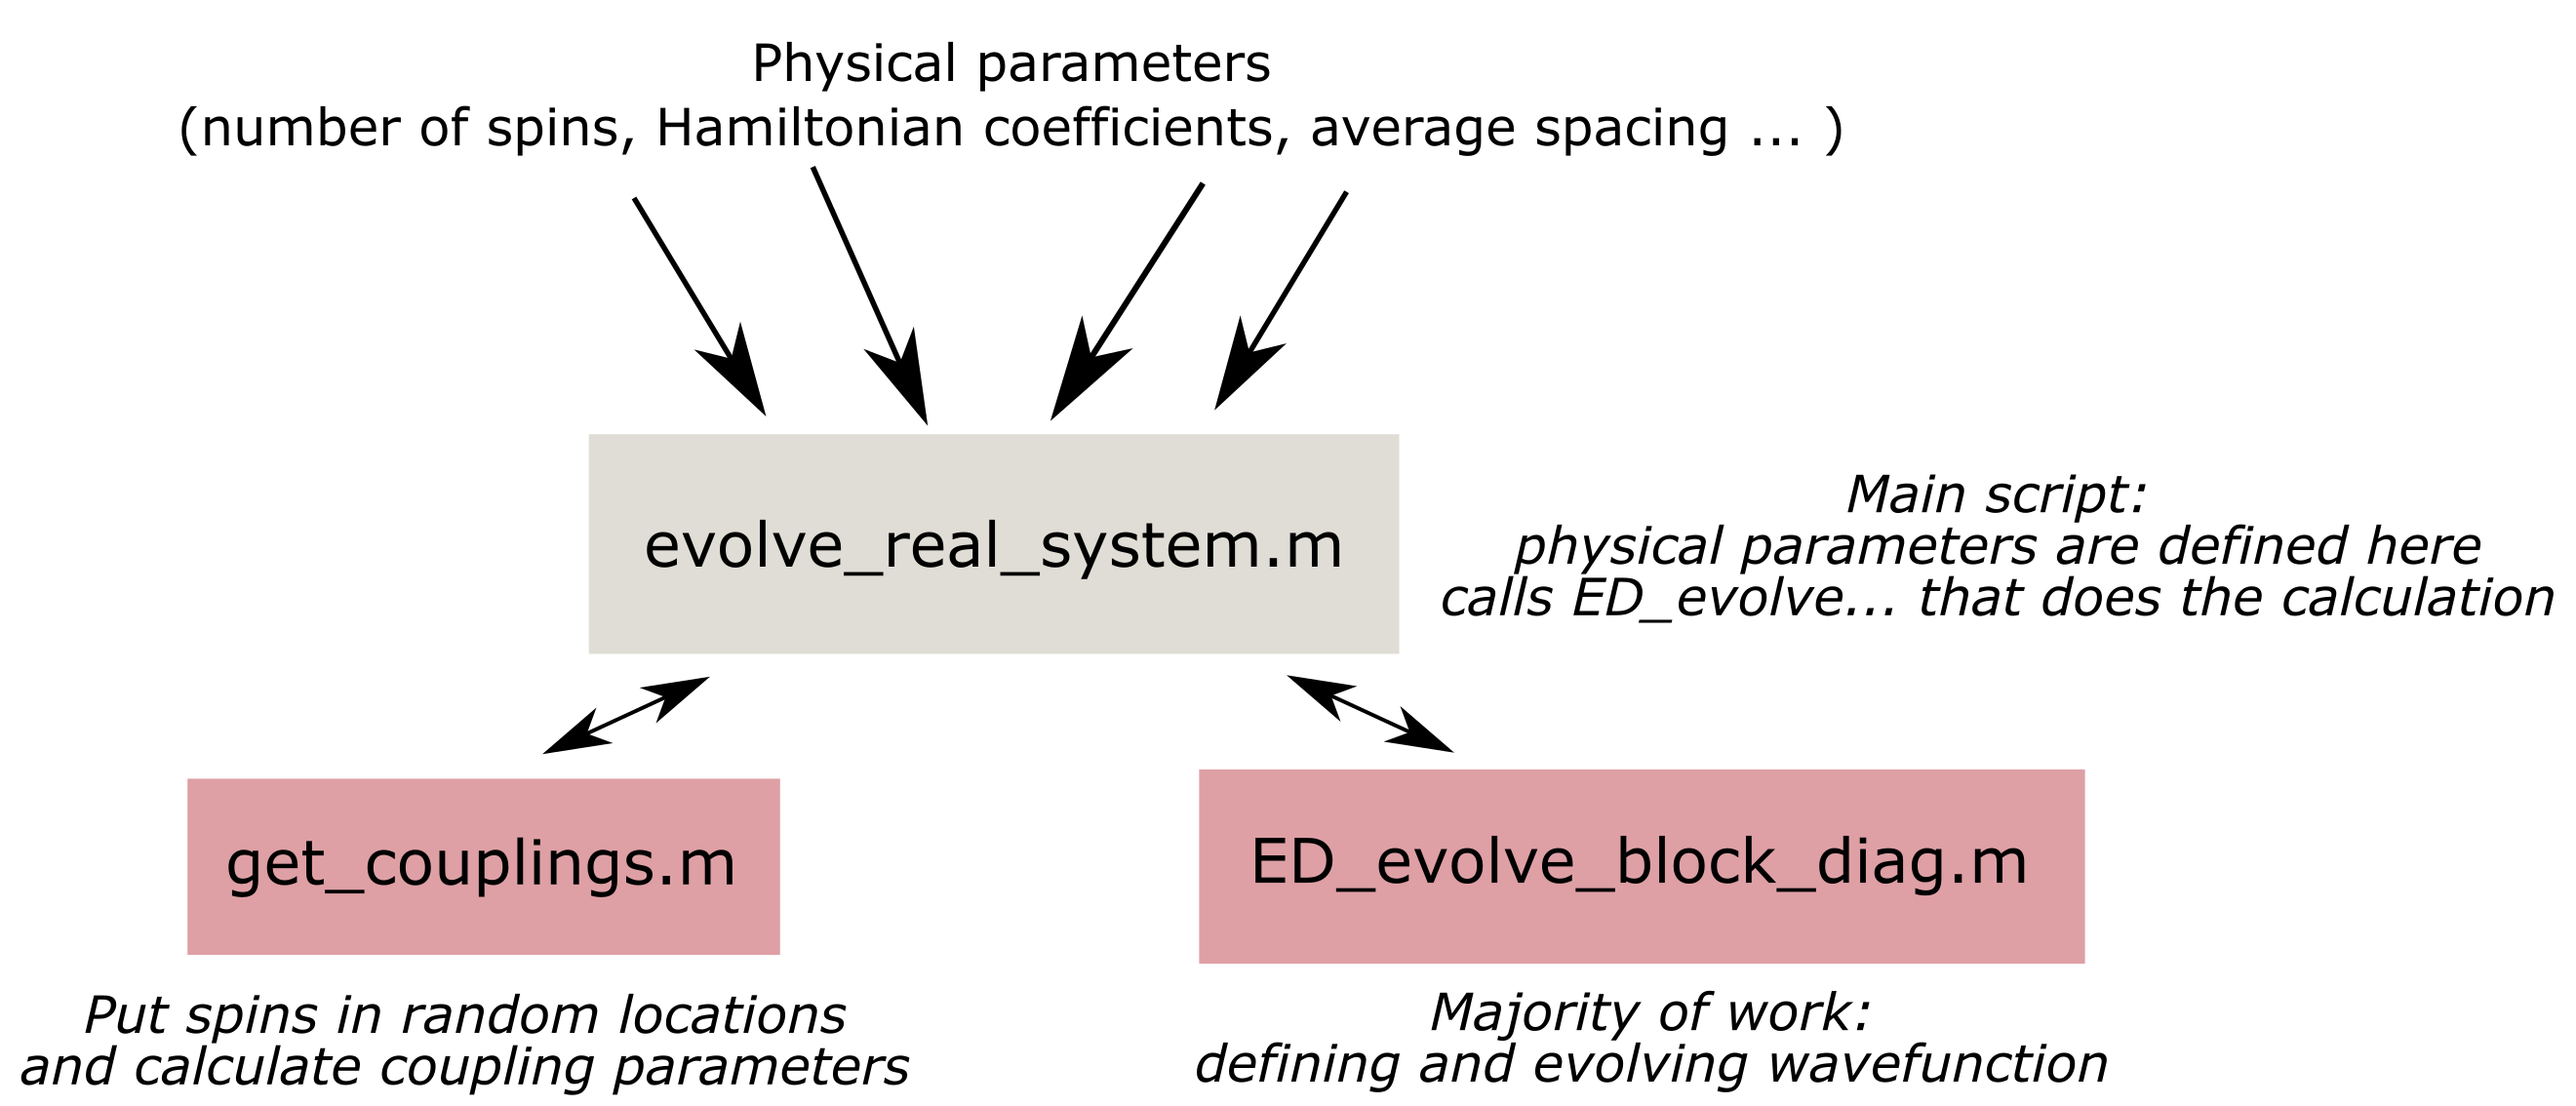 Physical parameters
(number of spins, Hamiltonian coefficients, average spacing ... )
evolve_real_system.m
Main script:
physical parameters are defined here
calls ED_evolve... that does the calculation
get_couplings.m
Put spins in random locations
and calculate coupling parameters
ED_evolve_block_diag.m
Majority of work:
defining and evolving wavefunction